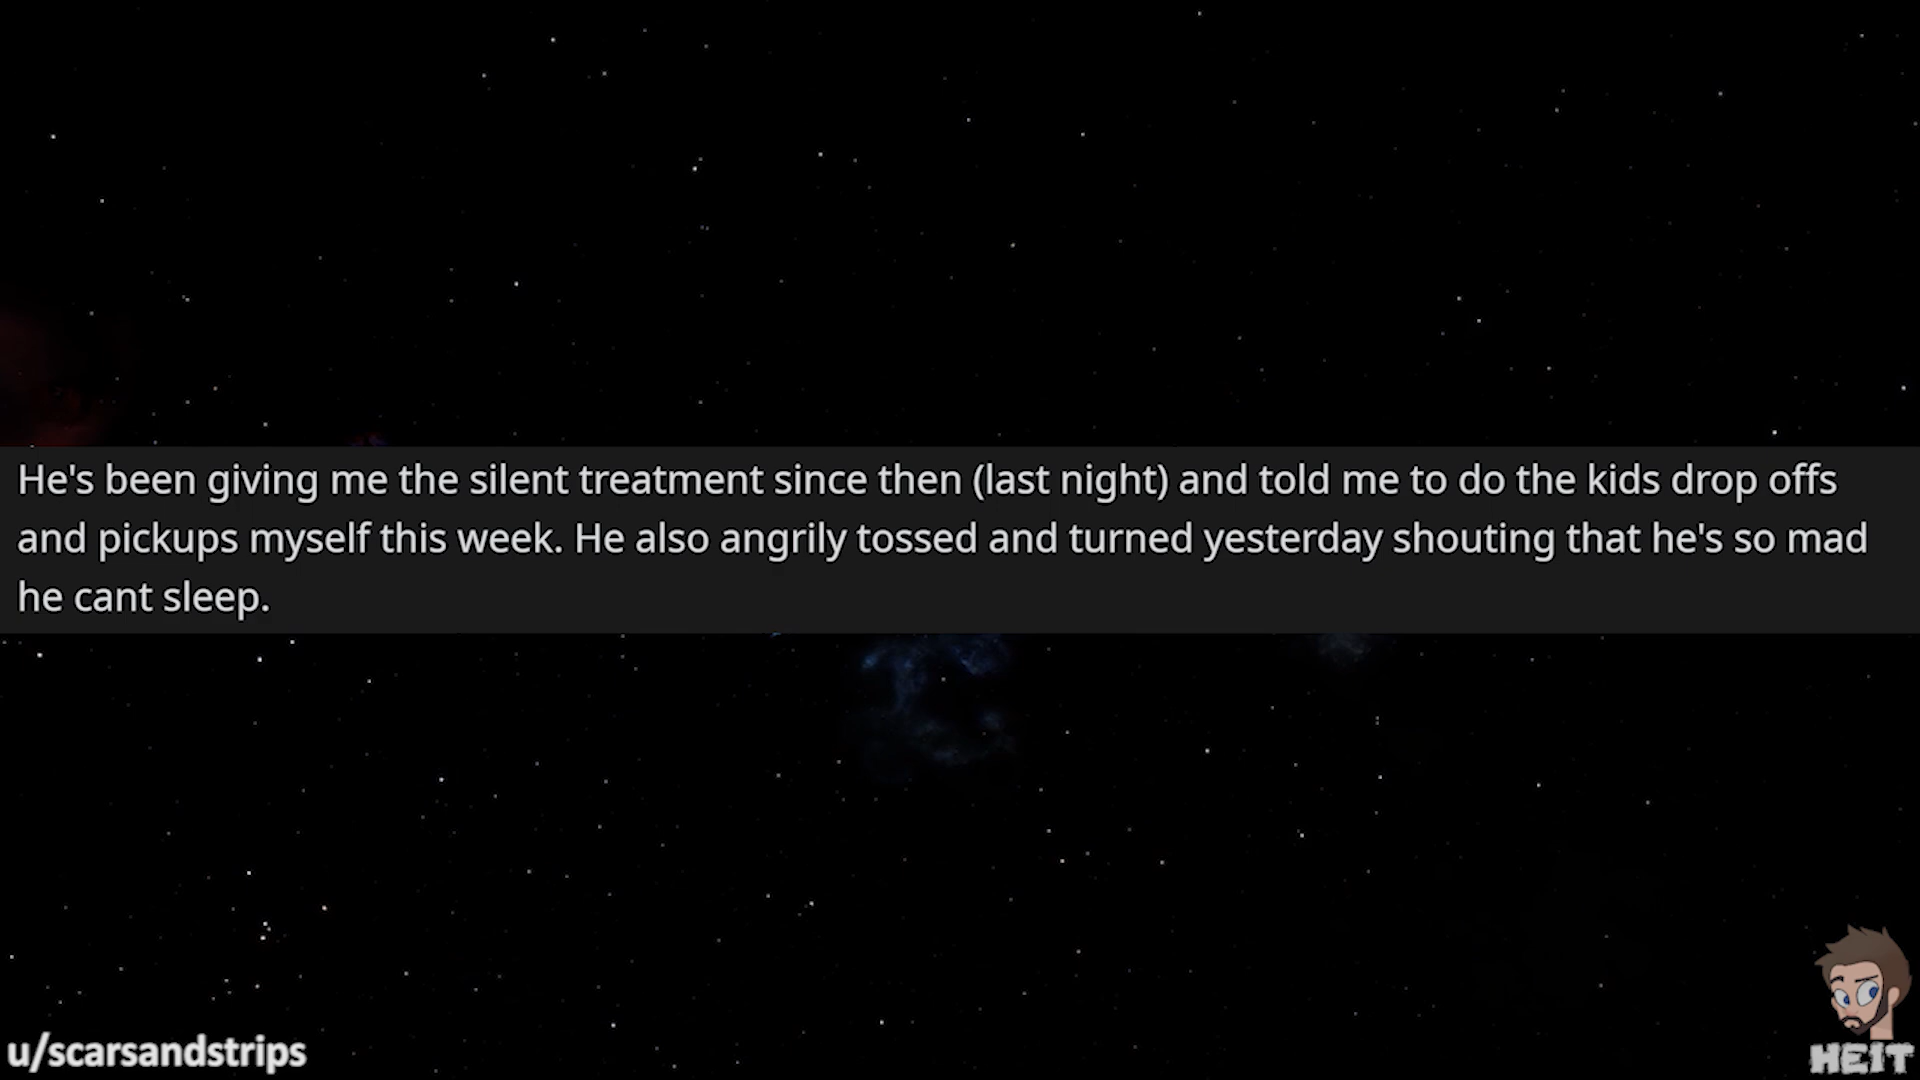 He's been giving me the silent treatment since then (last night) and told me to do the kids drop offs
and pickups myself this week. He also angrily tossed and turned yesterday shouting that he's so mad
he cant sleep.
u/scarsandstrips
HEIT